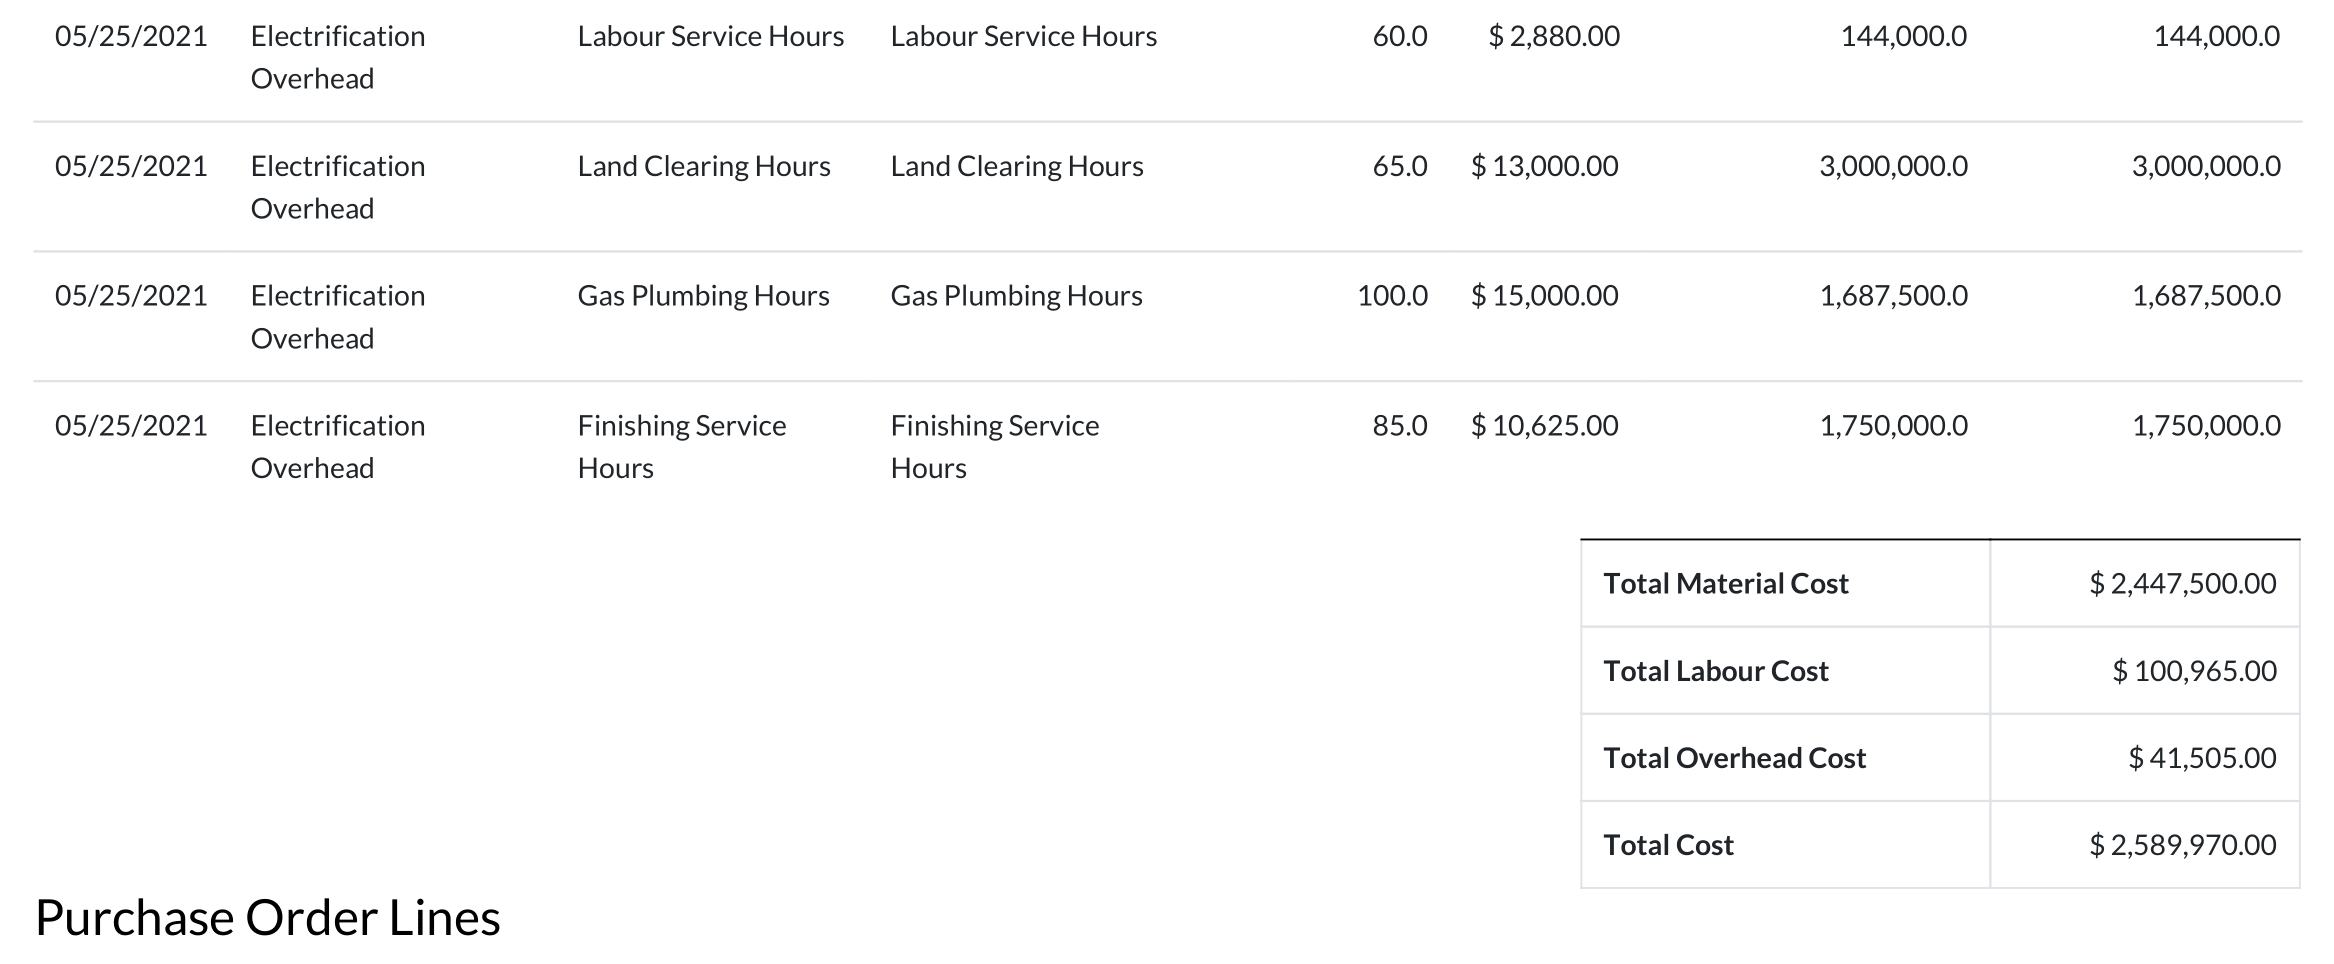 05/25/2021 Electrification Labour Service Hours Labour Service Hours 60.0 $ 2,880.00 144,000.0 144,000.0
Overhead
05/25/2021 Electrification Land Clearing Hours Land Clearing Hours 65.0 $ 13,000.00 3,000,000.0 3,000,000.0
Overhead
05/25/2021 Electrification Gas Plumbing Hours Gas Plumbing Hours 100.0 $ 15,000.00 1,687,500.0 1,687,500.0
Overhead
05/25/2021 Electrification Finishing Service Finishing Service 85.0 $ 10,625.00 1,750,000.0 1,750,000.0
Overhead Hours Hours
Total Material Cost $ 2,447,500.00
Total Labour Cost $ 100,965.00
Total Overhead Cost $ 41,505.00
Total Cost $ 2,589,970.00
Purchase Order Lines